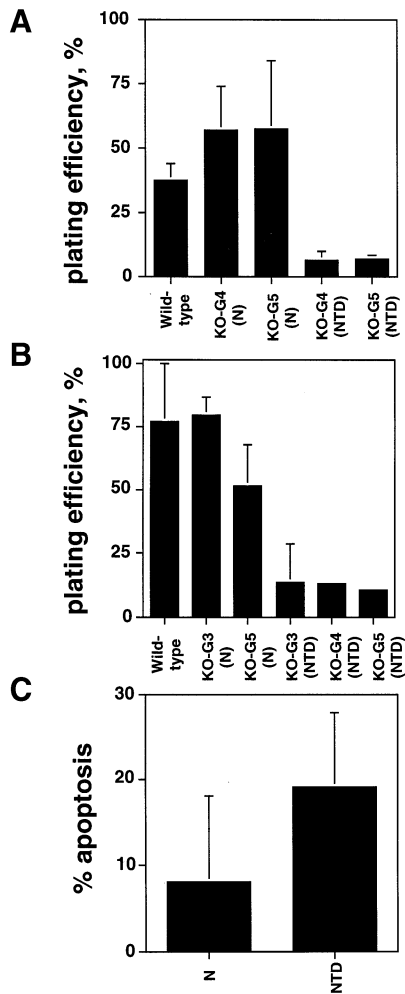 A
plating efficiency, %
100
75
50
25
0
Wild-
type
KO-G4
(N)
KO-G5
(N)
KO-G4
(NTD)
KO-G5
(NTD)
B
plating efficiency, %
100
75
50
25
0
Wild-
type
KO-G3
(N)
KO-G5
(N)
KO-G3
(NTD)
KO-G4
(NTD)
KO-G5
(NTD)
C
% apoptosis
30
20
10
0
N
NTD